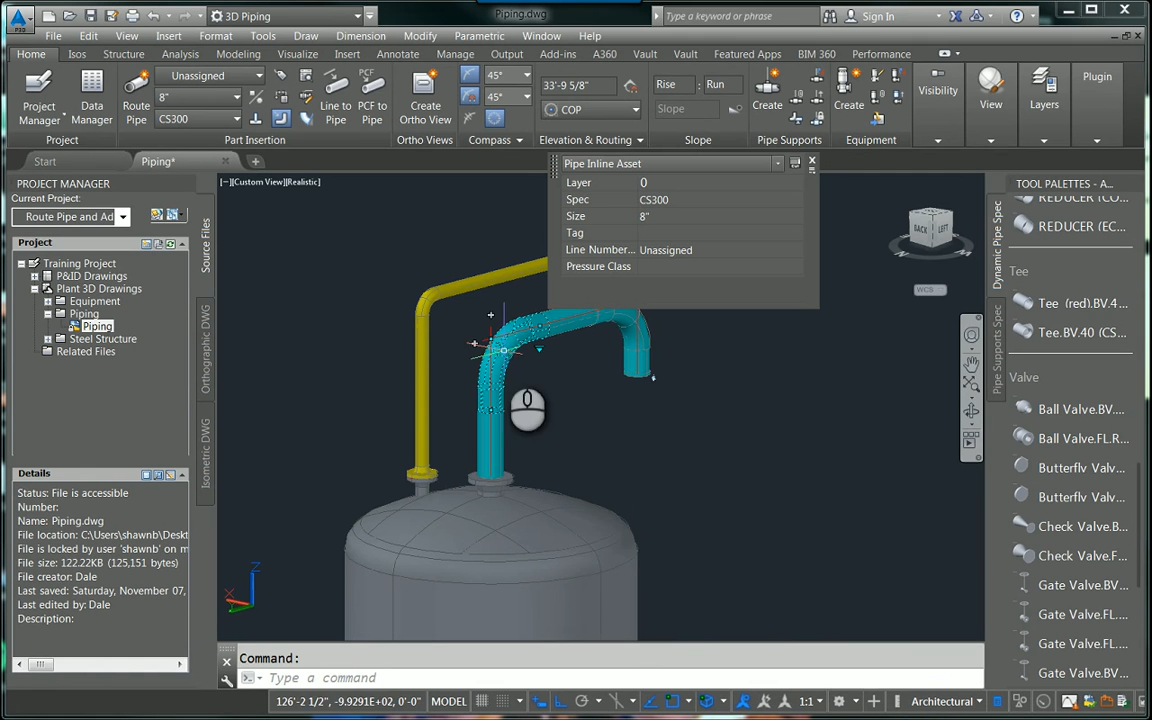 P3D
3D Piping
Piping.dwg
Type a keyword or phrase
Sign In
File Edit View Insert Format Tools Draw Dimension Modify Parametric Window Help
Home Isos Structure Analysis Modeling Visualize Insert Annotate Manage Output Add-ins A360 Vault Vault Featured Apps BIM 360 Performance
Project Manager
Data Manager
Route Pipe
Unassigned
8"
CS300
Line to Pipe
PCF to Pipe
Create Ortho View
45°
45°
33'-9 5/8"
COP
Rise : Run
Slope
Create
Create
Visibility
View
Layers
Plugin
Project
Part Insertion
Ortho Views
Compass
Elevation & Routing
Slope
Pipe Supports
Equipment
Start
Piping*
PROJECT MANAGER
Current Project:
Route Pipe and Ad
Project
Training Project
P&ID Drawings
Plant 3D Drawings
Equipment
Piping
Piping
Steel Structure
Related Files
Source Files
Orthographic DWG
Isometric DWG
Details
Status: File is accessible
Number:
Name: Piping.dwg
File location: C:\Users\shawnb\Deskt
File is locked by user 'shawnb' on m
File size: 122.22KB (125,151 bytes)
File creator: Dale
Last saved: Saturday, November 07,
Last edited by: Dale
Description:
[−][Custom View][Realistic]
Pipe Inline Asset
Layer 0
Spec CS300
Size 8"
Tag
Line Number... Unassigned
Pressure Class
BACK LEFT
WCS
Z
X
TOOL PALETTES - A...
Dynamic Pipe Spec
Pipe Supports Spec
REDUCER (CO
REDUCER (EC...
Tee
Tee (red).BV.4...
Tee.BV.40 (CS...
Valve
Ball Valve.BV....
Ball Valve.FL.R...
Butterfly Valv...
Butterfly Valv...
Check Valve.B...
Check Valve.F...
Gate Valve.BV...
Gate Valve.FL....
Gate Valve.FL....
Gate Valve.BV...
Command:
Type a command
126'-2 1/2", -9.9291E+02, 0'-0" MODEL
1:1
Architectural